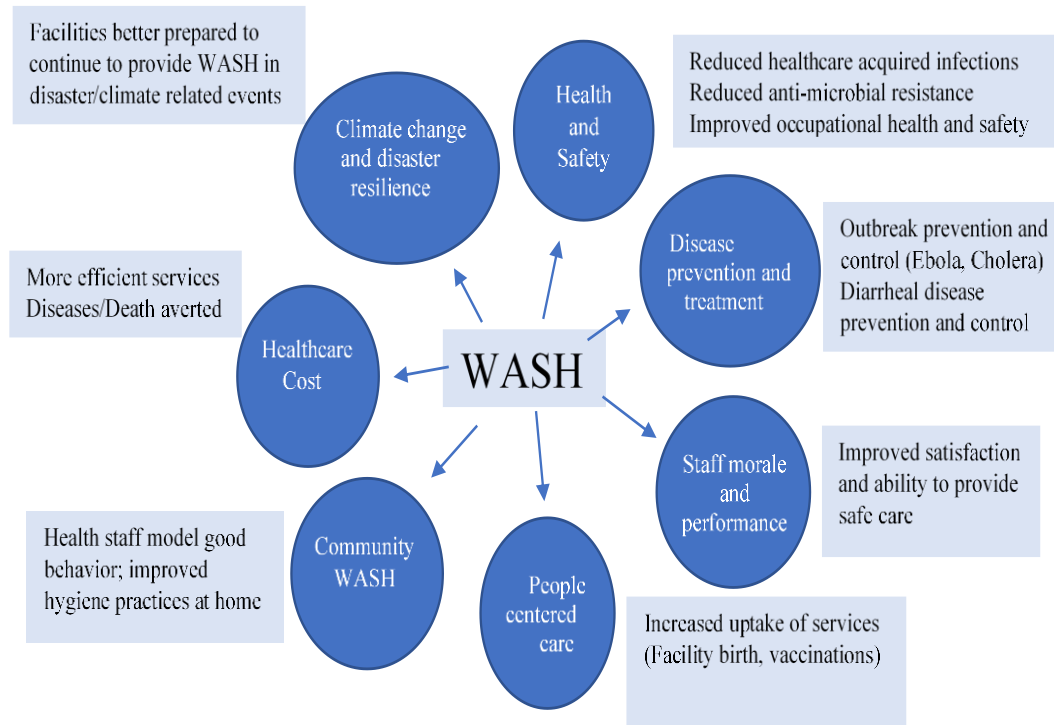 Facilities better prepared to
continue to provide WASH in
disaster/climate related events
Climate change
and disaster
resilience
Health
and
Safety
Reduced healthcare acquired infections
Reduced anti-microbial resistance
Improved occupational health and safety
Disease
prevention and
treatment
Outbreak prevention and
control (Ebola, Cholera)
Diarrheal disease
prevention and control
More efficient services
Diseases/Death averted
Healthcare
Cost
WASH
Staff morale
and
performance
Improved satisfaction
and ability to provide
safe care
Health staff model good
behavior; improved
hygiene practices at home
Community
WASH
People
centered
care
Increased uptake of services
(Facility birth, vaccinations)